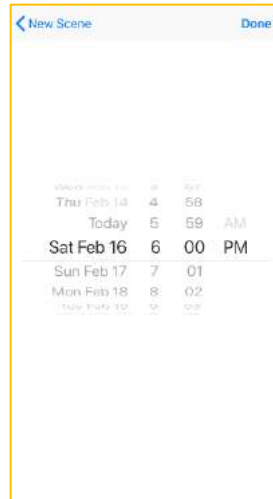 New Scene Done
Thu Feb 14 4 58
Today 5 59 AM
Sat Feb 16 6 00 PM
Sun Feb 17 7 01
Mon Feb 18 8 02